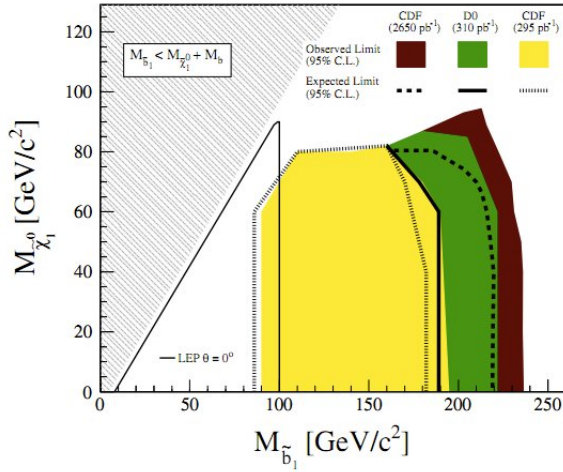 CDF D0 CDF
(2650 pb⁻¹) (310 pb⁻¹) (295 pb⁻¹)
Observed Limit
(95% C.L.)
Expected Limit
(95% C.L.)
M_b̃₁ < M_χ̃₁⁰ + M_b
120
100
80
60
40
20
0
M_χ̃₁⁰ [GeV/c²]
LEP θ = 0°
0 50 100 150 200 250
M_b̃₁ [GeV/c²]